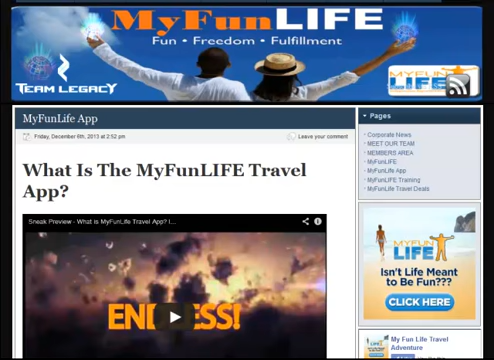 MyFunLIFE
Fun • Freedom • Fulfillment
TEAM LEGACY
MYFUN
LIFE
MyFunLife App
Friday, December 6th, 2013 at 2:52 pm
Leave your comment
What Is The MyFunLIFE Travel
App?
Sneak Preview - What is MyFunLife Travel App? I...
Pages
Corporate News
MEET OUR TEAM
MEMBERS AREA
MyFunLIFE
MyFunLife App
MyFunLIFE Training
MyFunLife Travel Deals
MYFUN
LIFE
Isn't Life Meant
to Be Fun???
CLICK HERE
My Fun Life Travel
Adventure